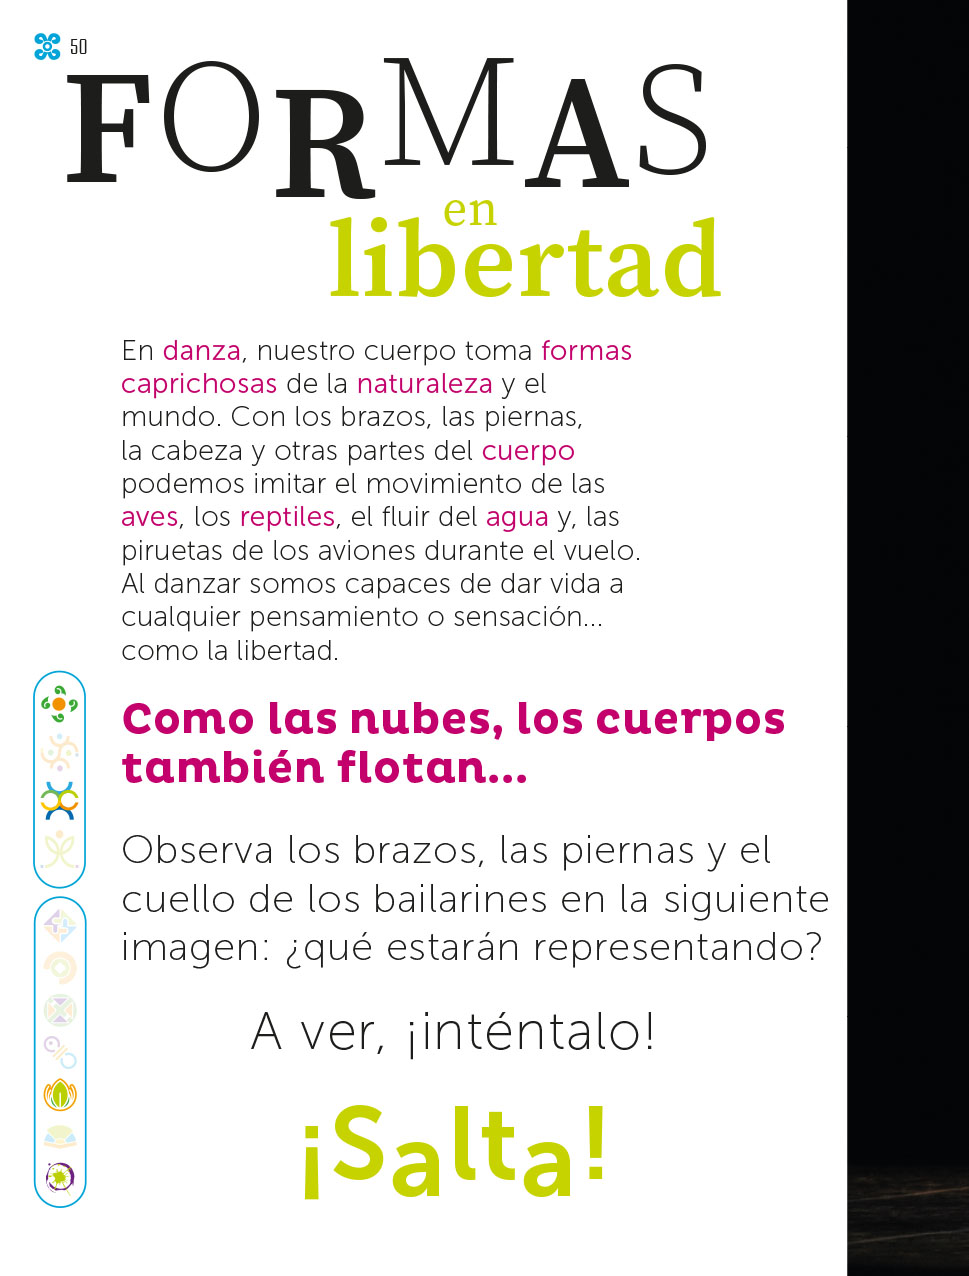 50
FORMAS
en
libertad
En danza, nuestro cuerpo toma formas
caprichosas de la naturaleza y el
mundo. Con los brazos, las piernas,
la cabeza y otras partes del cuerpo
podemos imitar el movimiento de las
aves, los reptiles, el fluir del agua y, las
piruetas de los aviones durante el vuelo.
Al danzar somos capaces de dar vida a
cualquier pensamiento o sensación...
como la libertad.
Como las nubes, los cuerpos
también flotan...
Observa los brazos, las piernas y el
cuello de los bailarines en la siguiente
imagen: ¿qué estarán representando?
A ver, ¡inténtalo!
¡Salta!